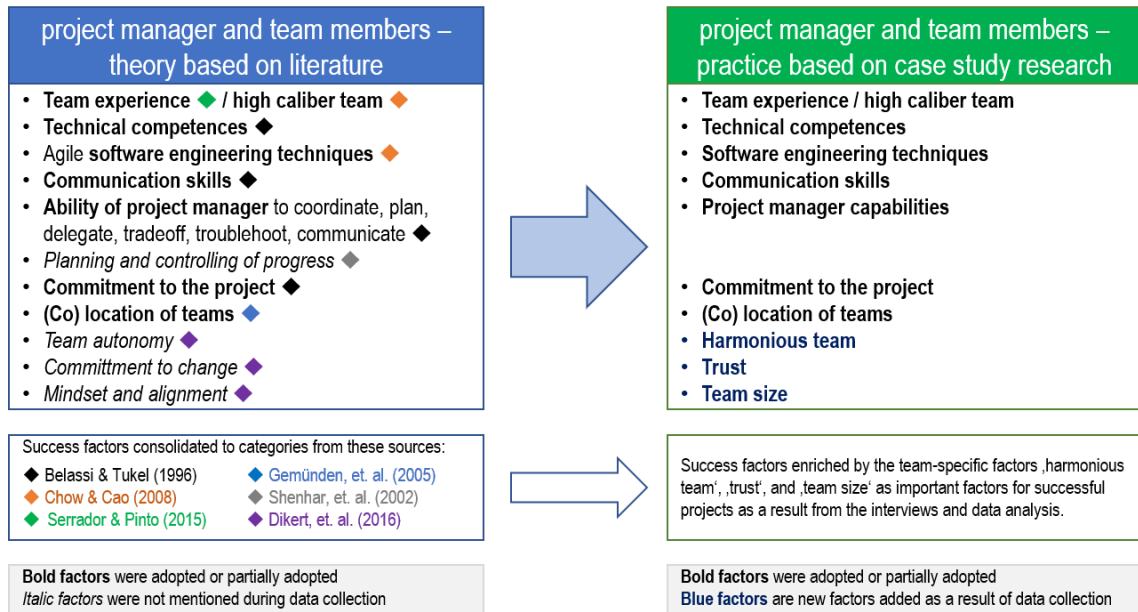 project manager and team members –
theory based on literature
• Team experience ◆ / high caliber team ◆
• Technical competences ◆
• Agile software engineering techniques ◆
• Communication skills ◆
• Ability of project manager to coordinate, plan,
delegate, tradeoff, troublehoot, communicate ◆
• Planning and controlling of progress ◆
• Commitment to the project ◆
• (Co) location of teams ◆
• Team autonomy ◆
• Committment to change ◆
• Mindset and alignment ◆
Success factors consolidated to categories from these sources:
◆ Belassi & Tukel (1996)
◆ Chow & Cao (2008)
◆ Serrador & Pinto (2015)
◆ Gemünden, et. al. (2005)
◆ Shenhar, et. al. (2002)
◆ Dikert, et. al. (2016)
Bold factors were adopted or partially adopted
Italic factors were not mentioned during data collection
project manager and team members –
practice based on case study research
• Team experience / high caliber team
• Technical competences
• Software engineering techniques
• Communication skills
• Project manager capabilities
• Commitment to the project
• (Co) location of teams
• Harmonious team
• Trust
• Team size
Success factors enriched by the team-specific factors ‚harmonious
team‘, ‚trust‘, and ‚team size‘ as important factors for successful
projects as a result from the interviews and data analysis.
Bold factors were adopted or partially adopted
Blue factors are new factors added as a result of data collection